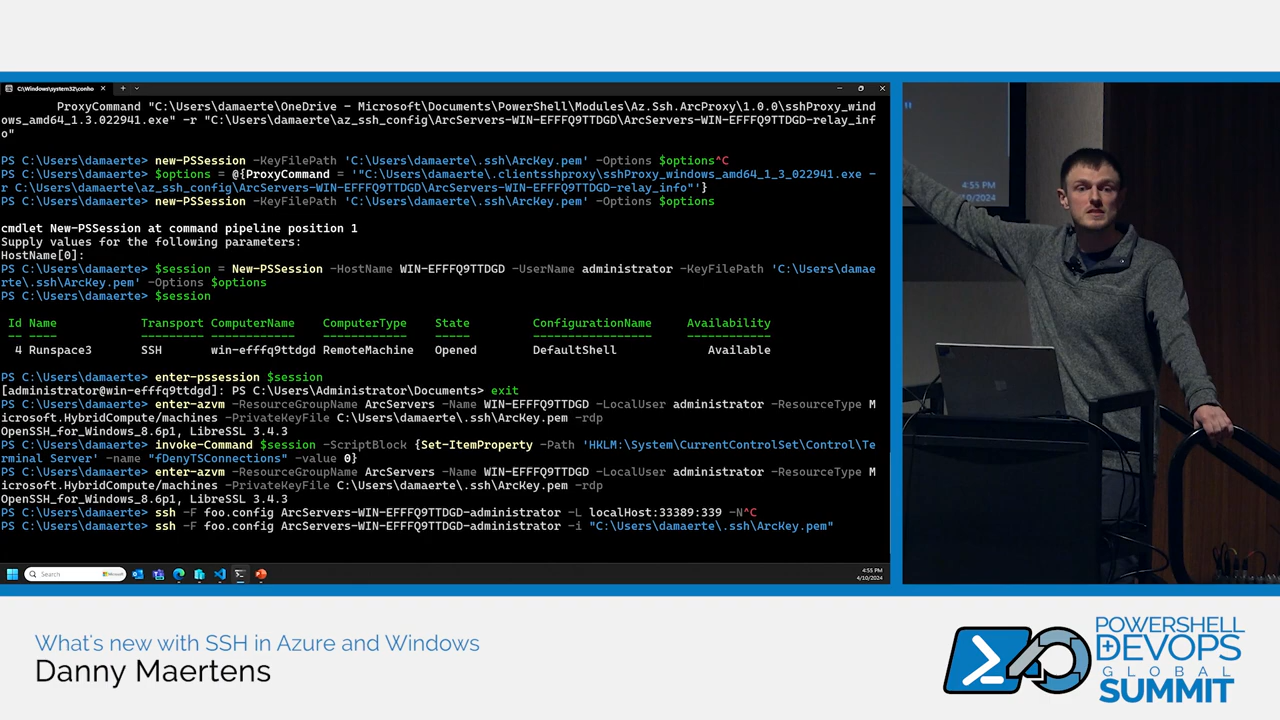 C:\Windows\system32\conho
ProxyCommand "C:\Users\damaerte\OneDrive - Microsoft\Documents\PowerShell\Modules\Az.Ssh.ArcProxy\1.0.0\sshProxy_wind
ows_amd64_1.3.022941.exe" -r "C:\Users\damaerte\az_ssh_config\ArcServers-WIN-EFFFQ9TTDGD\ArcServers-WIN-EFFFQ9TTDGD-relay_inf
o"
PS C:\Users\damaerte> new-PSSession -KeyFilePath 'C:\Users\damaerte\.ssh\ArcKey.pem' -Options $options^C
PS C:\Users\damaerte> $options = @{ProxyCommand = '"C:\Users\damaerte\.clientsshproxy\sshProxy_windows_amd64_1_3_022941.exe -
r C:\Users\damaerte\az_ssh_config\ArcServers-WIN-EFFFQ9TTDGD\ArcServers-WIN-EFFFQ9TTDGD-relay_info"'}
PS C:\Users\damaerte> new-PSSession -KeyFilePath 'C:\Users\damaerte\.ssh\ArcKey.pem' -Options $options
cmdlet New-PSSession at command pipeline position 1
Supply values for the following parameters:
HostName[0]:
PS C:\Users\damaerte> $session = New-PSSession -HostName WIN-EFFFQ9TTDGD -UserName administrator -KeyFilePath 'C:\Users\damae
rte\.ssh\ArcKey.pem' -Options $options
PS C:\Users\damaerte> $session
Id Name Transport ComputerName ComputerType State ConfigurationName Availability
-- ---- --------- ------------ ------------ ----- ----------------- ------------
4 Runspace3 SSH win-efffq9ttdgd RemoteMachine Opened DefaultShell Available
PS C:\Users\damaerte> enter-pssession $session
[administrator@win-efffq9ttdgd]: PS C:\Users\Administrator\Documents> exit
PS C:\Users\damaerte> enter-azvm -ResourceGroupName ArcServers -Name WIN-EFFFQ9TTDGD -LocalUser administrator -ResourceType M
icrosoft.HybridCompute/machines -PrivateKeyFile C:\Users\damaerte\.ssh\ArcKey.pem -rdp
OpenSSH_for_Windows_8.6p1, LibreSSL 3.4.3
PS C:\Users\damaerte> invoke-Command $session -ScriptBlock {Set-ItemProperty -Path 'HKLM:\System\CurrentControlSet\Control\Te
rminal Server' -name "fDenyTSConnections" -value 0}
PS C:\Users\damaerte> enter-azvm -ResourceGroupName ArcServers -Name WIN-EFFFQ9TTDGD -LocalUser administrator -ResourceType M
icrosoft.HybridCompute/machines -PrivateKeyFile C:\Users\damaerte\.ssh\ArcKey.pem -rdp
OpenSSH_for_Windows_8.6p1, LibreSSL 3.4.3
PS C:\Users\damaerte> ssh -F foo.config ArcServers-WIN-EFFFQ9TTDGD-administrator -L localHost:33389:339 -N^C
PS C:\Users\damaerte> ssh -F foo.config ArcServers-WIN-EFFFQ9TTDGD-administrator -i "C:\Users\damaerte\.ssh\ArcKey.pem"
Search
4:55 PM
4/10/2024
"
4:55 PM
/10/2024
What's new with SSH in Azure and Windows
Danny Maertens
POWERSHELL
DEVOPS
GLOBAL
SUMMIT